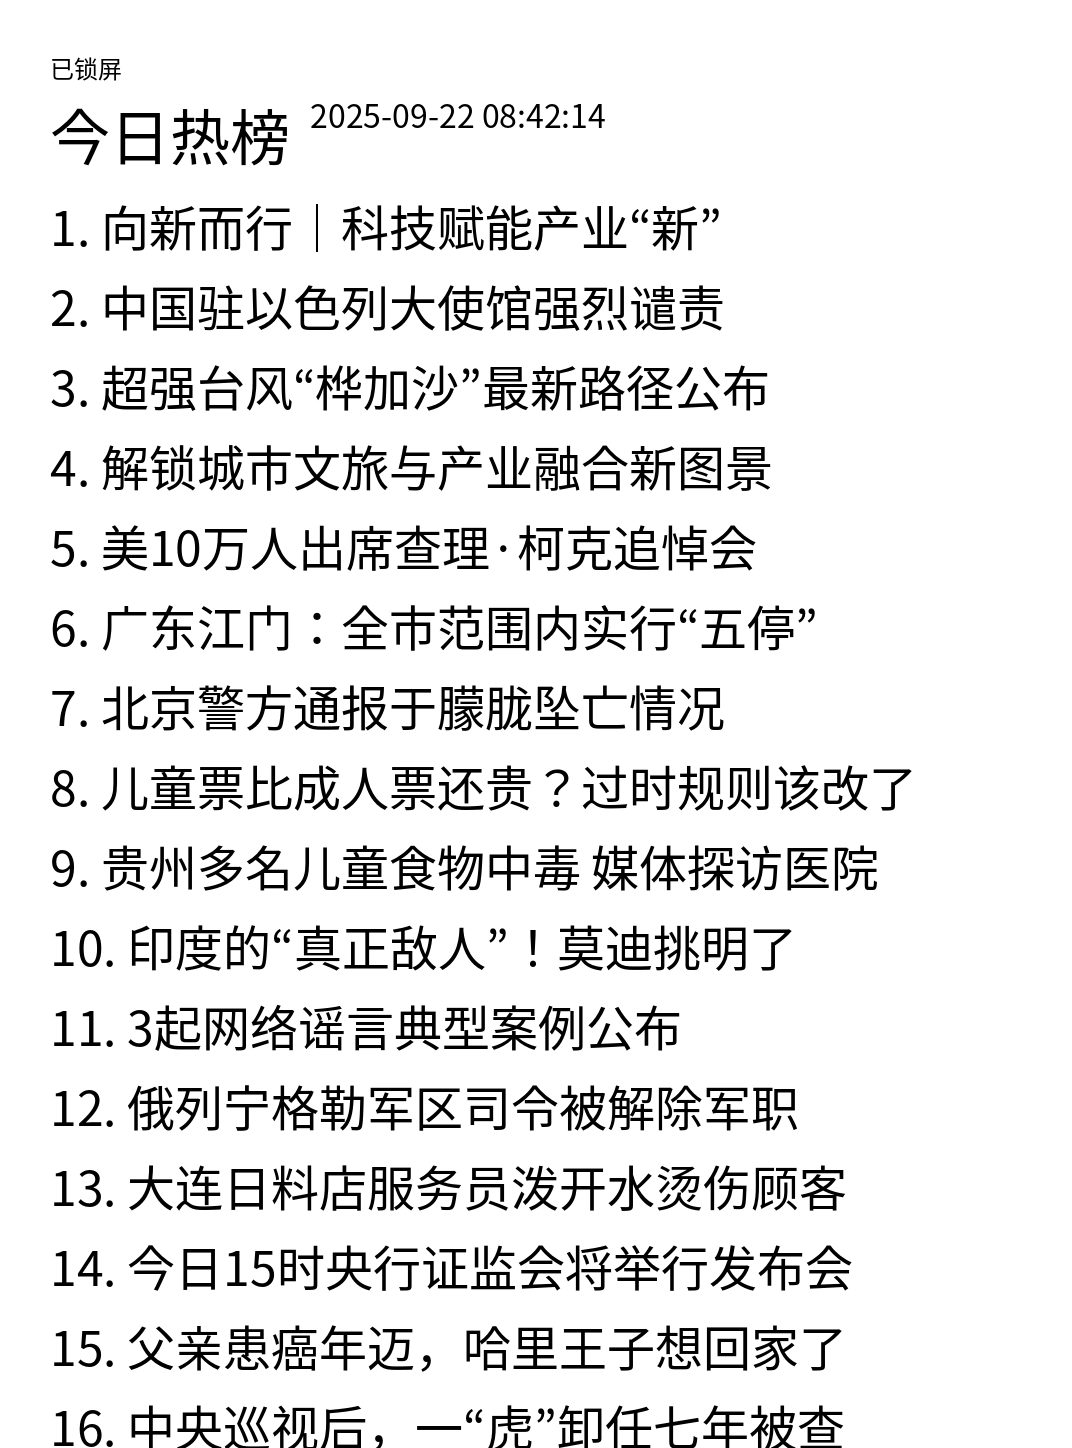 已锁屏
今日热榜 2025-09-22 08:42:14
1. 向新而行｜科技赋能产业“新”
2. 中国驻以色列大使馆强烈谴责
3. 超强台风“桦加沙”最新路径公布
4. 解锁城市文旅与产业融合新图景
5. 美10万人出席查理·柯克追悼会
6. 广东江门：全市范围内实行“五停”
7. 北京警方通报于朦胧坠亡情况
8. 儿童票比成人票还贵？过时规则该改了
9. 贵州多名儿童食物中毒 媒体探访医院
10. 印度的“真正敌人”！莫迪挑明了
11. 3起网络谣言典型案例公布
12. 俄列宁格勒军区司令被解除军职
13. 大连日料店服务员泼开水烫伤顾客
14. 今日15时央行证监会将举行发布会
15. 父亲患癌年迈，哈里王子想回家了
16. 中央巡视后，一“虎”卸任七年被查